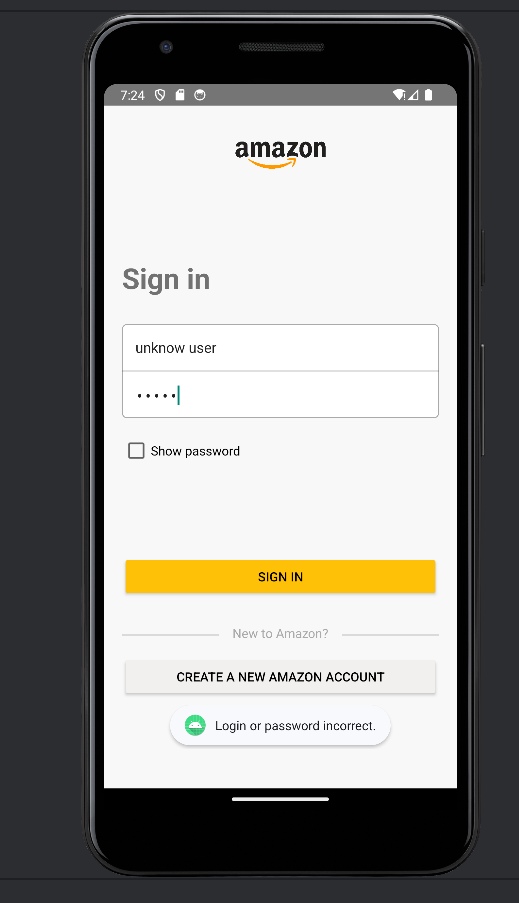 7:24
amazon
Sign in
unknow user
•••••
Show password
SIGN IN
New to Amazon?
CREATE A NEW AMAZON ACCOUNT
Login or password incorrect.